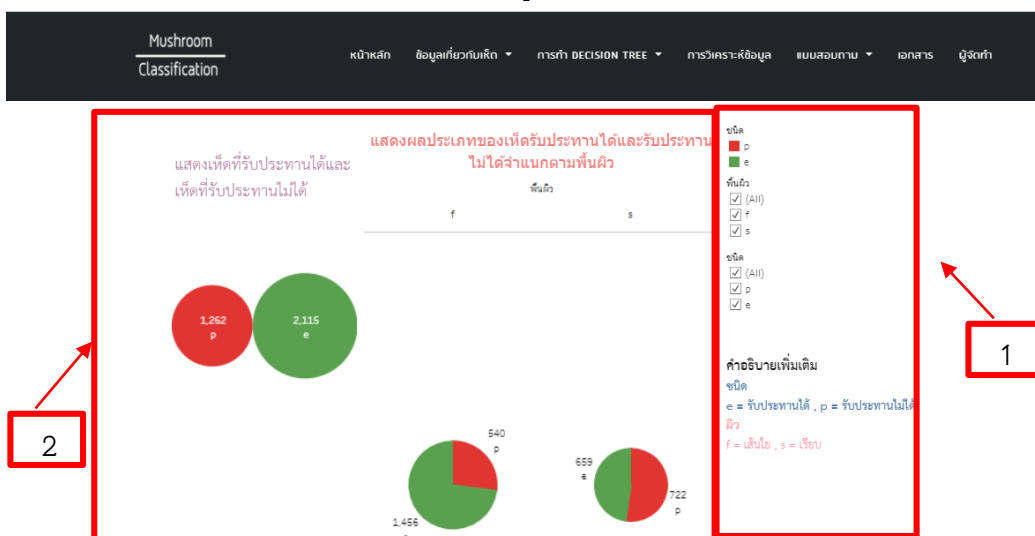 Mushroom
Classification
หน้าหลัก ข้อมูลเกี่ยวกับเห็ด การทำ DECISION TREE การวิเคราะห์ข้อมูล แบบสอบถาม เอกสาร ผู้จัดทำ
แสดงเห็ดที่รับประทานได้และ
เห็ดที่รับประทานไม่ได้
1,262
p
2,115
e
แสดงผลประเภทของเห็ดรับประทานได้และรับประทาน
ไม่ได้จำแนกตามพื้นผิว
พื้นผิว
f s
540
p
1,456
659
e
722
p
ชนิด
p
e
พื้นผิว
(All)
f
s
ชนิด
(All)
p
e
คำอธิบายเพิ่มเติม
ชนิด
e = รับประทานได้ , p = รับประทานไม่ได้
ผิว
f = เส้นใย , s = เรียบ
1
2